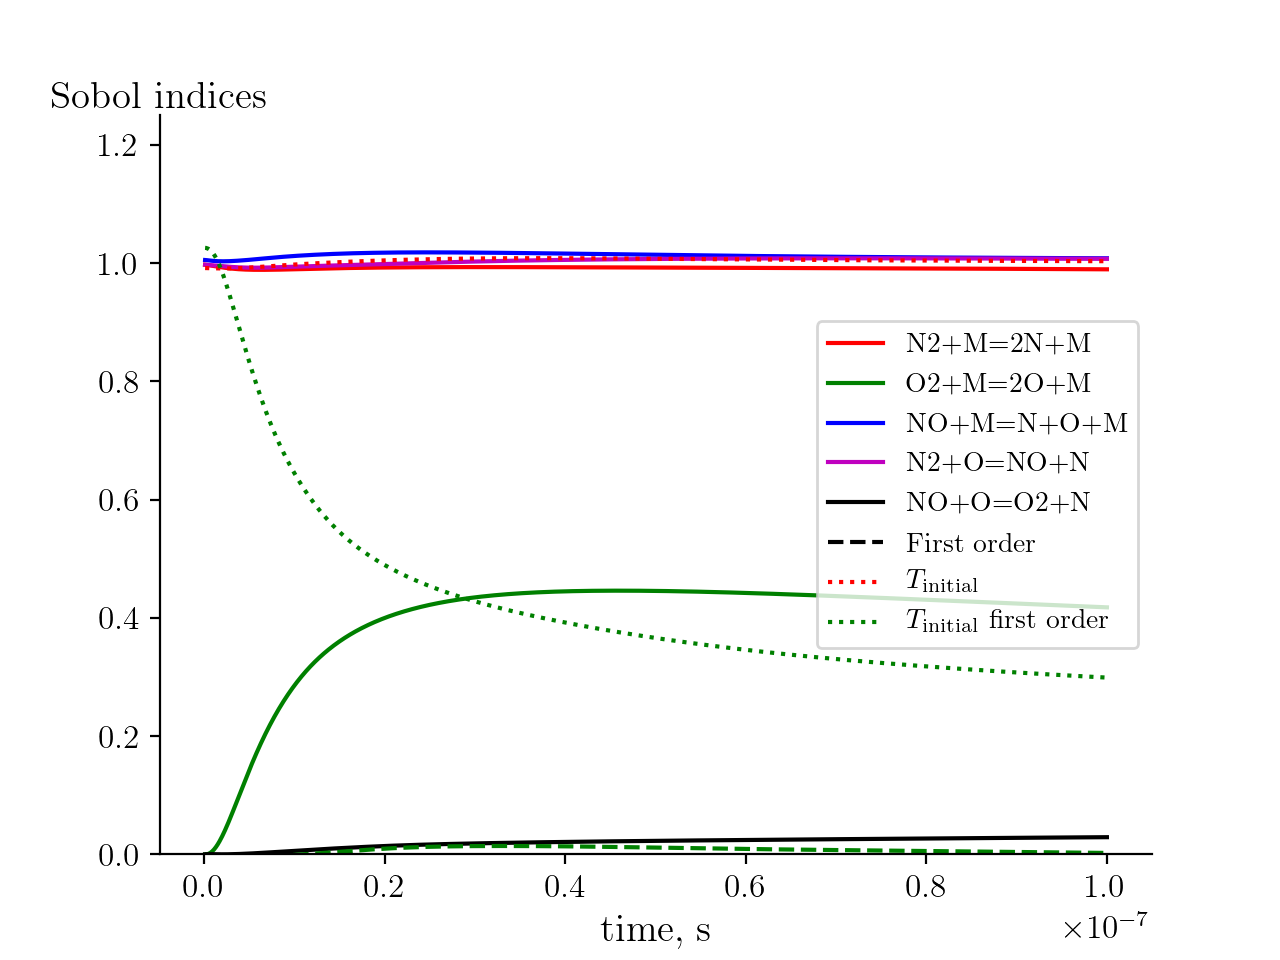 Sobol indices
1.2
1.0
0.8
0.6
0.4
0.2
0.0
N2+M=2N+M
O2+M=2O+M
NO+M=N+O+M
N2+O=NO+N
NO+O=O2+N
First order
T_initial
T_initial first order
0.0 0.2 0.4 0.6 0.8 1.0
×10⁻⁷
time, s